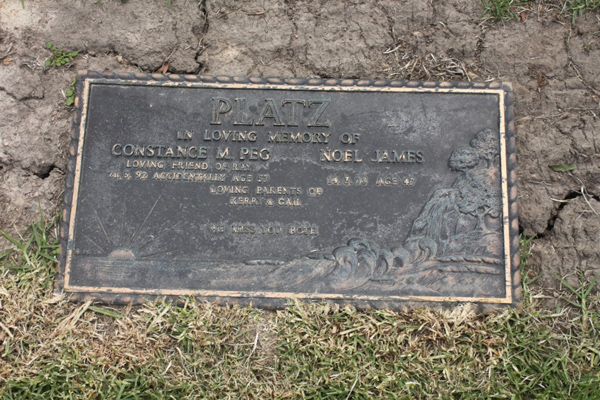 PLATZ
IN LOVING MEMORY OF
CONSTANCE M PEG NOEL JAMES
LOVING FRIEND OF RAY
ACCIDENTALLY AGE 57 AGE 47
LOVING PARENTS OF
KERRY & GAIL
WE MISS YOU BOTH